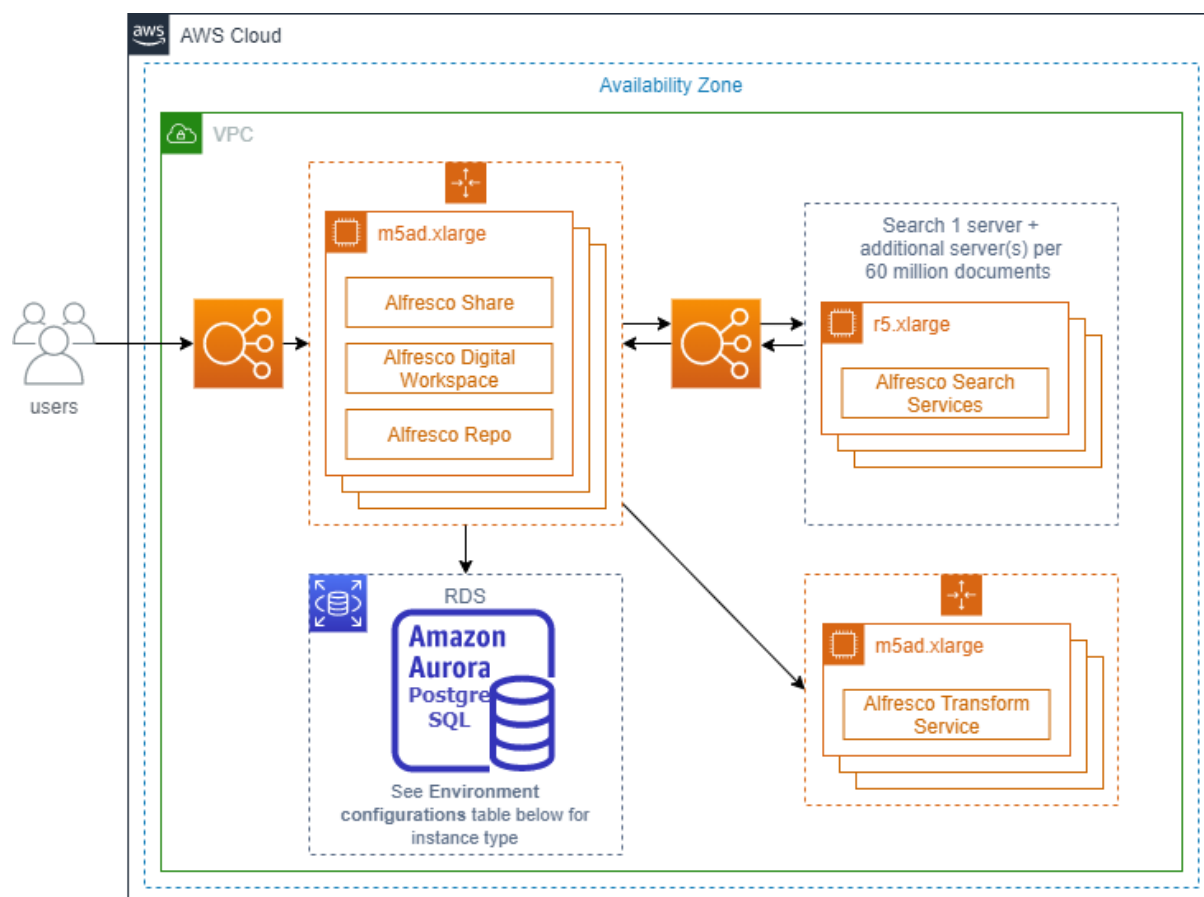 aws
AWS Cloud
Availability Zone
VPC
m5ad.xlarge
Alfresco Share
Alfresco Digital
Workspace
Alfresco Repo
users
Search 1 server +
additional server(s) per
60 million documents
r5.xlarge
Alfresco Search
Services
RDS
Amazon
Aurora
Postgre
SQL
See Environment
configurations table below for
instance type
m5ad.xlarge
Alfresco Transform
Service